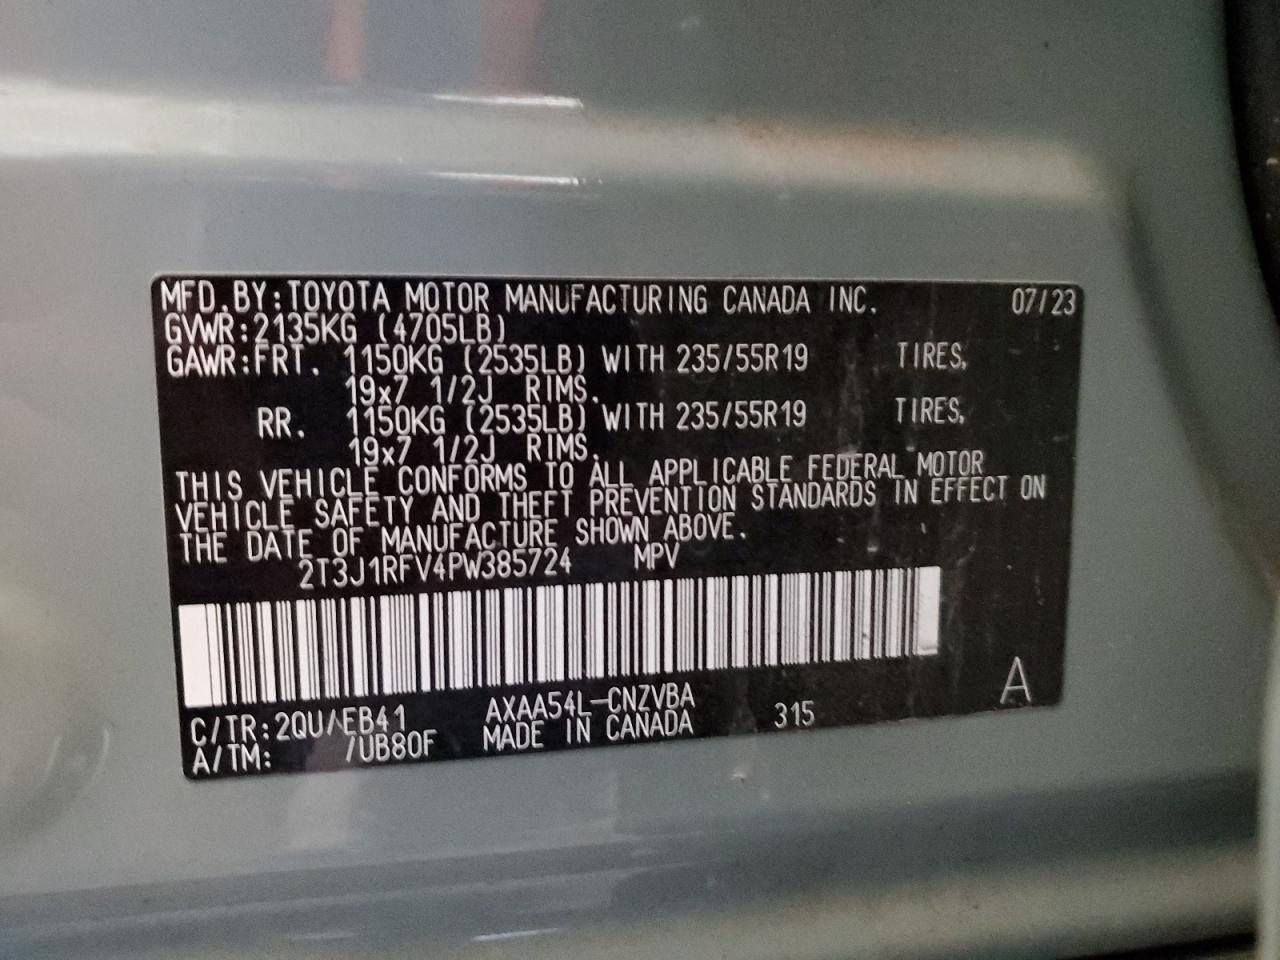 MFD.BY:TOYOTA MOTOR MANUFACTURING CANADA INC. 07/23
GVWR:2135KG (4705LB)
GAWR:FRT. 1150KG (2535LB) WITH 235/55R19 TIRES,
19x7 1/2J RIMS.
RR. 1150KG (2535LB) WITH 235/55R19 TIRES,
19x7 1/2J RIMS.
THIS VEHICLE CONFORMS TO ALL APPLICABLE FEDERAL MOTOR
VEHICLE SAFETY AND THEFT PREVENTION STANDARDS IN EFFECT ON
THE DATE OF MANUFACTURE SHOWN ABOVE.
2T3J1RFV4PW385724 MPV
A
C/TR:2QU/EB41 AXAA54L-CNZVBA 315
A/TM: /UB80F MADE IN CANADA